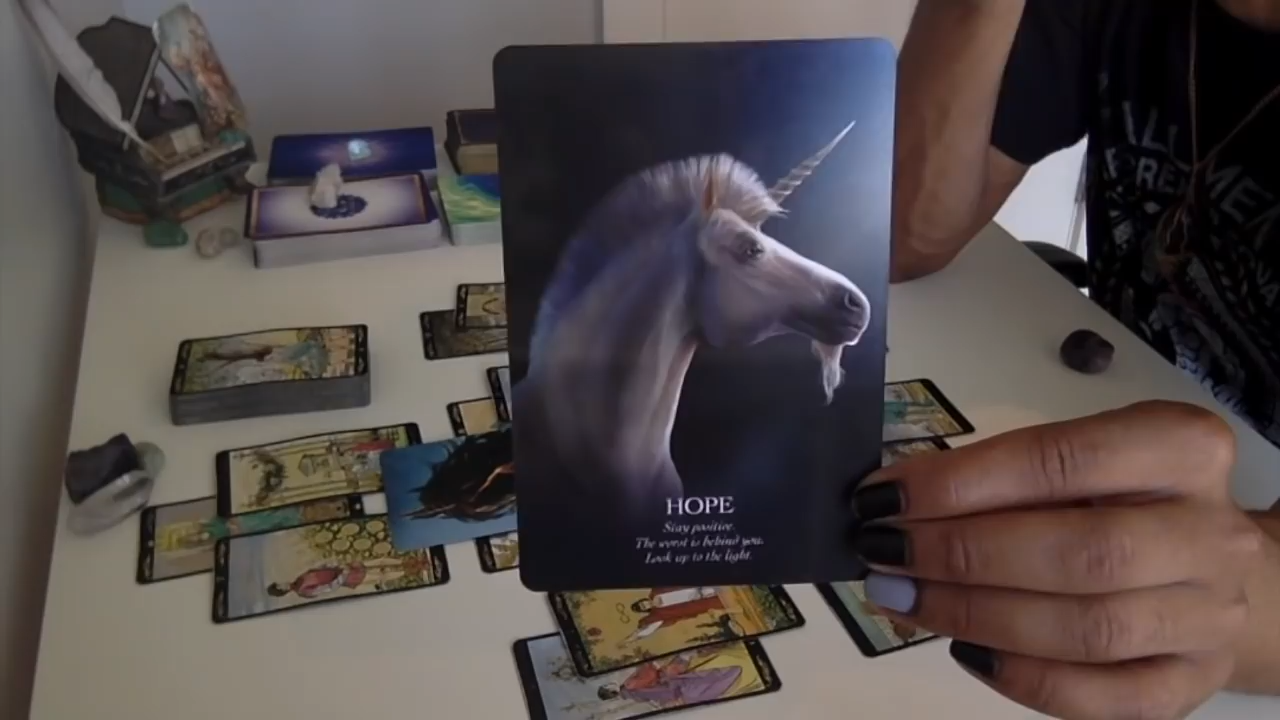 HOPE
Stay positive.
The worst is behind you.
Look up to the light.